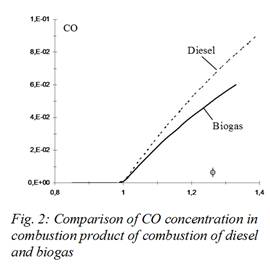 1,E-01
CO
Diesel
8,E-02
6,E-02
4,E-02
Biogas
2,E-02
ϕ
0,E+00
0,8 1 1,2 1,4
Fig. 2: Comparison of CO concentration in
combustion product of combustion of diesel
and biogas